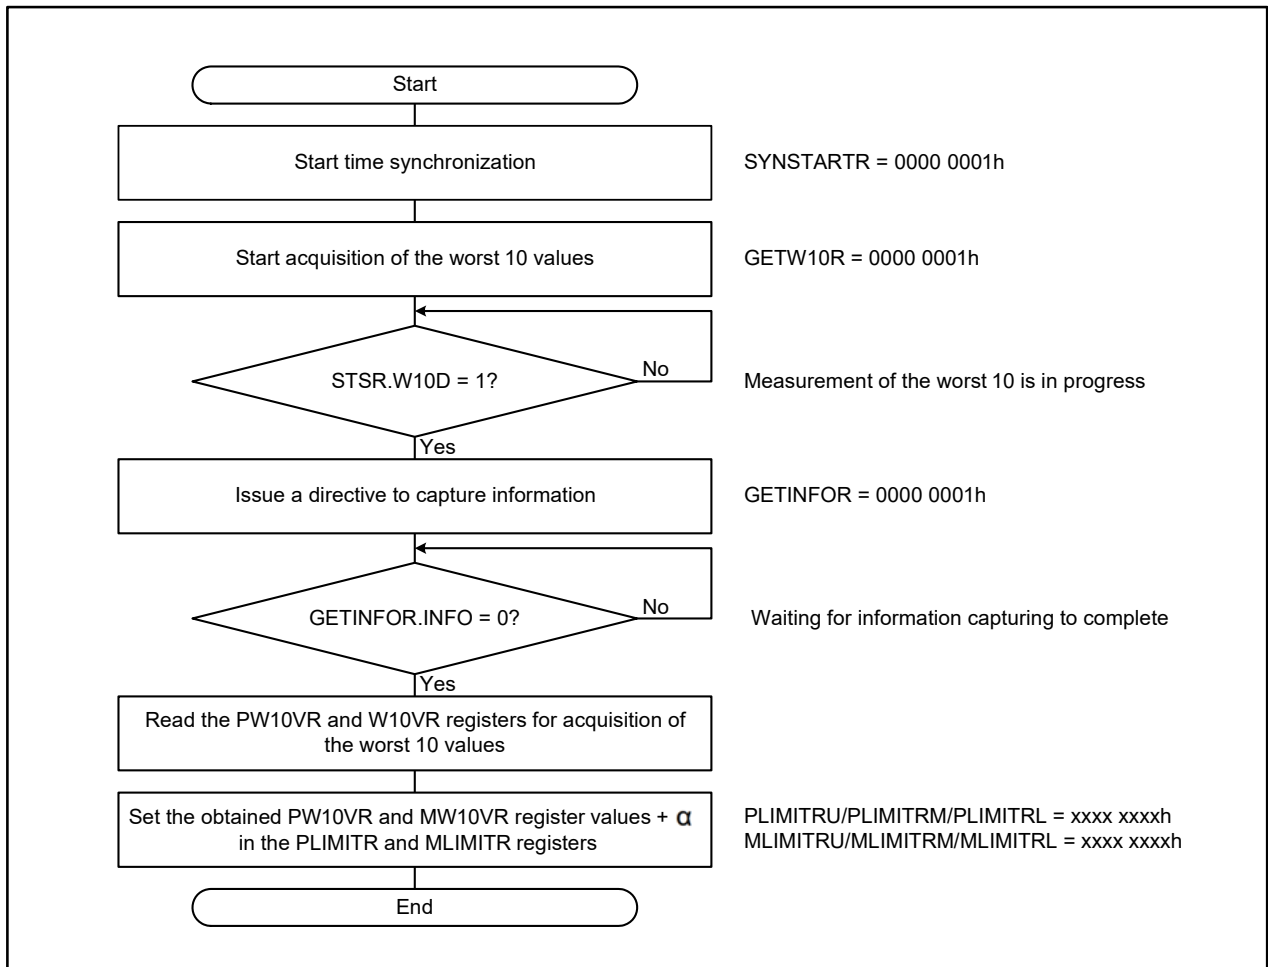 Start
Start time synchronization
SYNSTARTR = 0000 0001h
Start acquisition of the worst 10 values
GETW10R = 0000 0001h
STSR.W10D = 1?
No
Measurement of the worst 10 is in progress
Yes
Issue a directive to capture information
GETINFOR = 0000 0001h
GETINFOR.INFO = 0?
No
Waiting for information capturing to complete
Yes
Read the PW10VR and W10VR registers for acquisition of
the worst 10 values
Set the obtained PW10VR and MW10VR register values + α
in the PLIMITR and MLIMITR registers
PLIMITRU/PLIMITRM/PLIMITRL = xxxx xxxxh
MLIMITRU/MLIMITRM/MLIMITRL = xxxx xxxxh
End